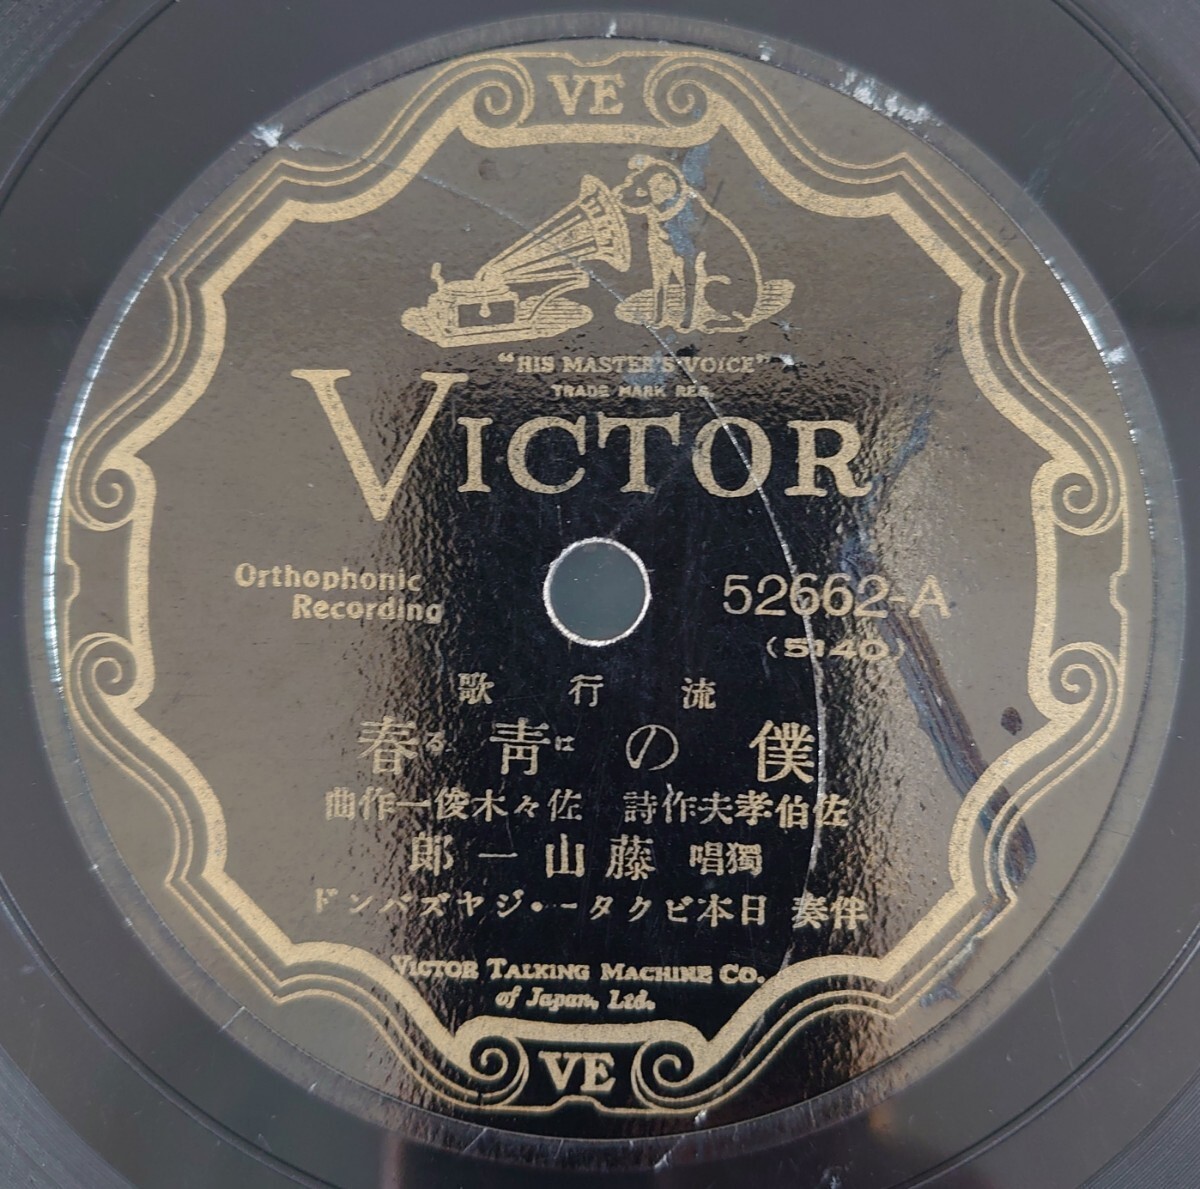 VE
"HIS MASTER'S VOICE"
TRADE MARK REG.
VICTOR
Orthophonic
Recording
52662-A
(5140)
流行歌
僕の青春
はる
佐伯孝夫作詩 佐々木俊一作曲
獨唱 藤山一郎
伴奏 日本ビクター・ジヤズバンド
VICTOR TALKING MACHINE CO.
of Japan, Ltd.
VE